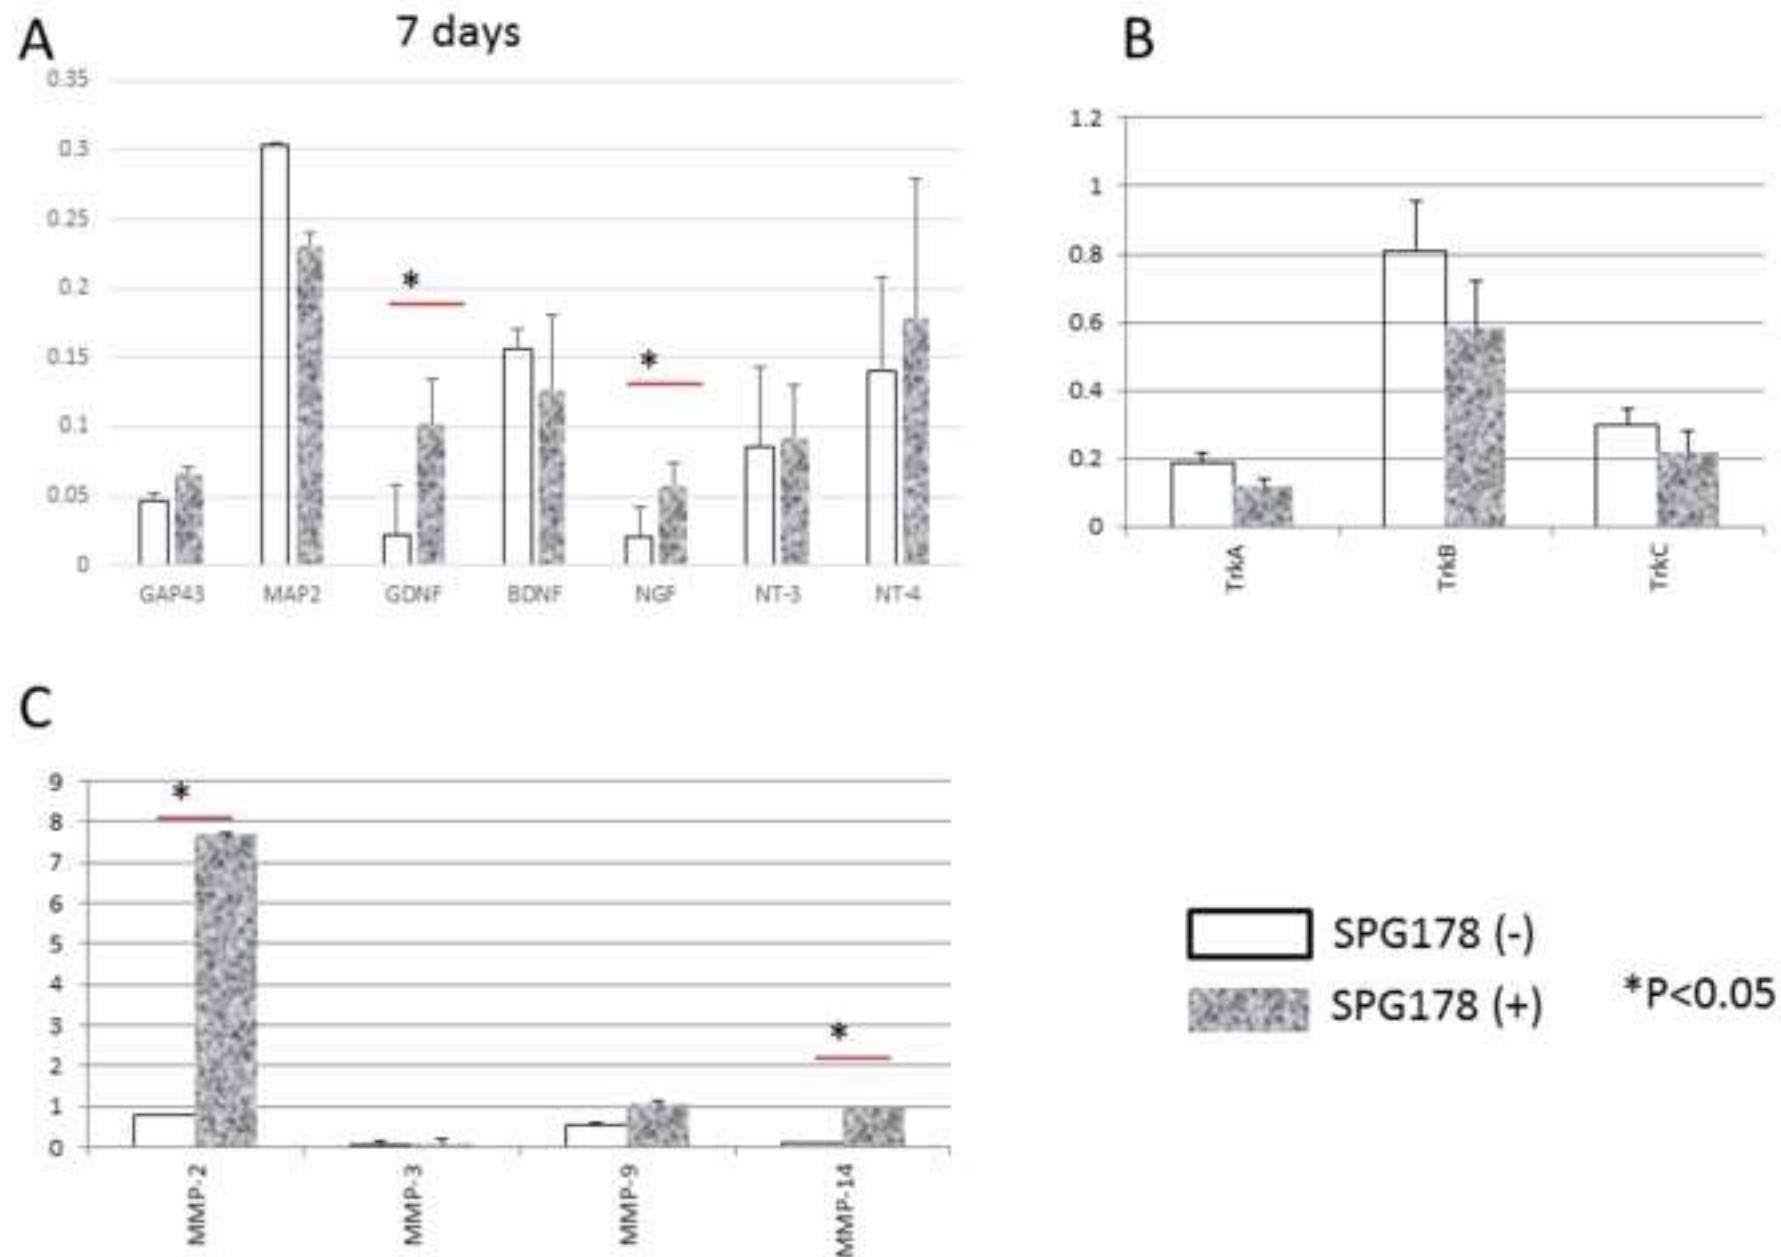 A
7 days
0.35
0.3
0.25
0.2
0.15
0.1
0.05
0
*
*
GAP43 MAP2 GDNF BDNF NGF NT-3 NT-4
B
1.2
1
0.8
0.6
0.4
0.2
0
TrkA TrkB TrkC
C
9
8
7
6
5
4
3
2
1
0
*
*
MMP-2 MMP-3 MMP-9 MMP-14
SPG178 (-)
SPG178 (+)
*P<0.05